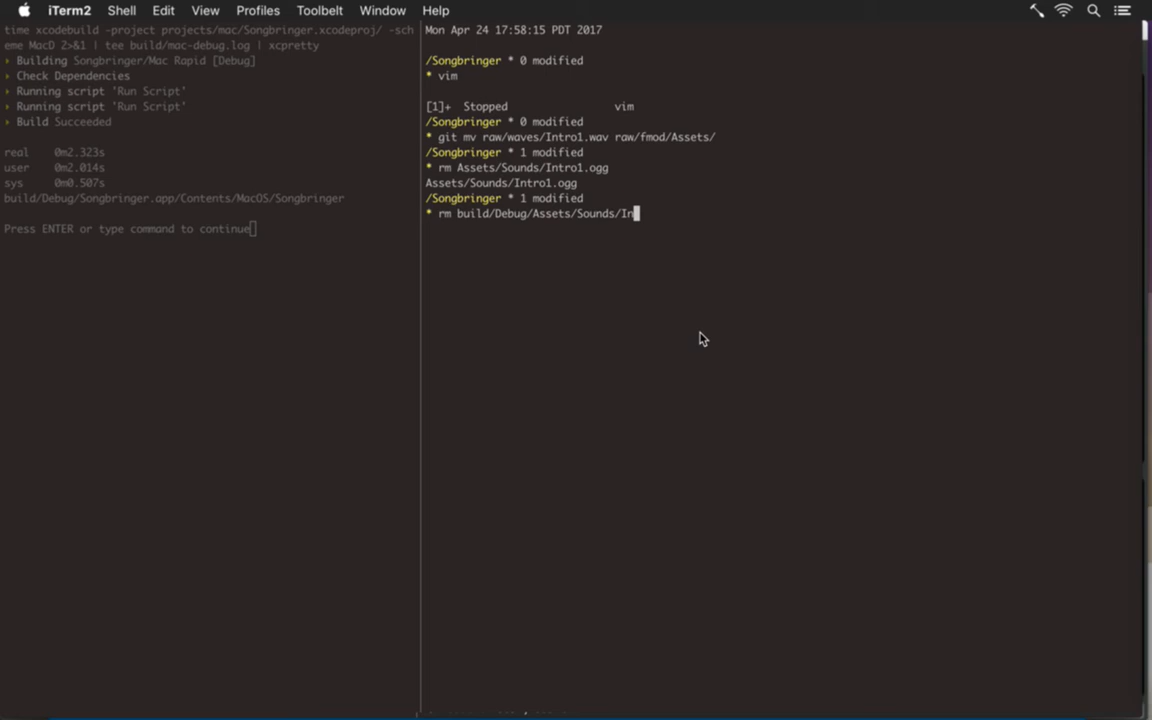 iTerm2 Shell Edit View Profiles Toolbelt Window Help
time xcodebuild -project projects/mac/Songbringer.xcodeproj/ -sch
eme MacD 2>&1 | tee build/mac-debug.log | xcpretty
› Building Songbringer/Mac Rapid [Debug]
› Check Dependencies
› Running script 'Run Script'
› Running script 'Run Script'
› Build Succeeded
real 0m2.323s
user 0m2.014s
sys 0m0.507s
build/Debug/Songbringer.app/Contents/MacOS/Songbringer
Press ENTER or type command to continue
Mon Apr 24 17:58:15 PDT 2017
/Songbringer * 0 modified
* vim
[1]+ Stopped vim
/Songbringer * 0 modified
* git mv raw/waves/Intro1.wav raw/fmod/Assets/
/Songbringer * 1 modified
* rm Assets/Sounds/Intro1.ogg
Assets/Sounds/Intro1.ogg
/Songbringer * 1 modified
* rm build/Debug/Assets/Sounds/In